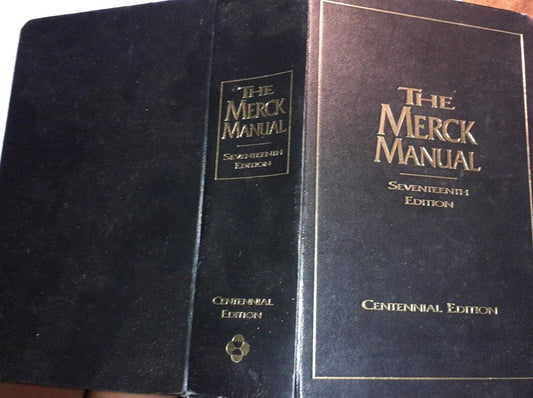 THE
MERCK
MANUAL
SEVENTEENTH
EDITION
CENTENNIAL
EDITION
THE
MERCK
MANUAL
SEVENTEENTH
EDITION
CENTENNIAL EDITION